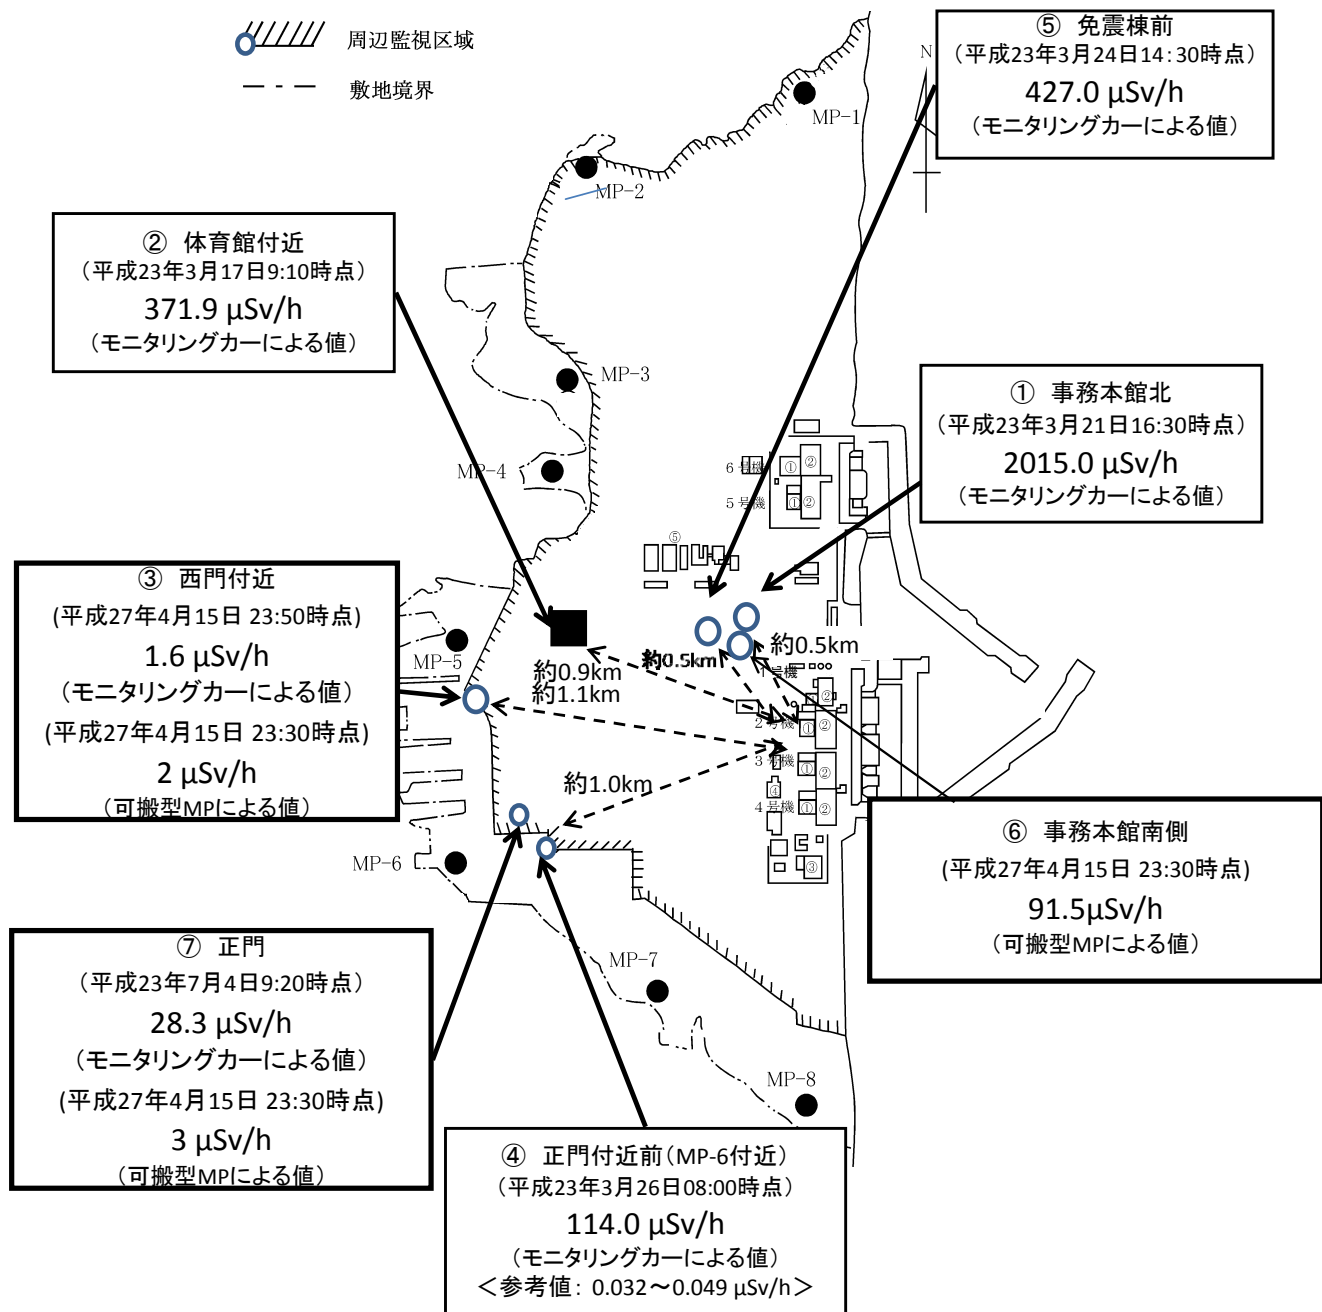 周辺監視区域
敷地境界
⑤ 免震棟前
（平成23年3月24日14:30時点）
427.0 μSv/h
（モニタリングカーによる値）
N
MP-1
MP-2
② 体育館付近
（平成23年3月17日9:10時点）
371.9 μSv/h
（モニタリングカーによる値）
MP-3
① 事務本館北
（平成23年3月21日16:30時点）
2015.0 μSv/h
（モニタリングカーによる値）
MP-4
6号機
①
②
5号機
①
②
⑤
③ 西門付近
(平成27年4月15日 23:50時点)
1.6 μSv/h
（モニタリングカーによる値）
(平成27年4月15日 23:30時点)
2 μSv/h
（可搬型MPによる値）
MP-5
約0.9km
約1.1km
約0.5km
約0.5km
1号機
②
2号機
①
②
3号機
①
②
④
4号機
①
②
③
約1.0km
MP-6
⑥ 事務本館南側
(平成27年4月15日 23:30時点)
91.5μSv/h
（可搬型MPによる値）
⑦ 正門
（平成23年7月4日9:20時点）
28.3 μSv/h
（モニタリングカーによる値）
(平成27年4月15日 23:30時点)
3 μSv/h
（可搬型MPによる値）
MP-7
MP-8
④ 正門付近前（MP-6付近）
（平成23年3月26日08:00時点）
114.0 μSv/h
（モニタリングカーによる値）
＜参考値: 0.032～0.049 μSv/h＞